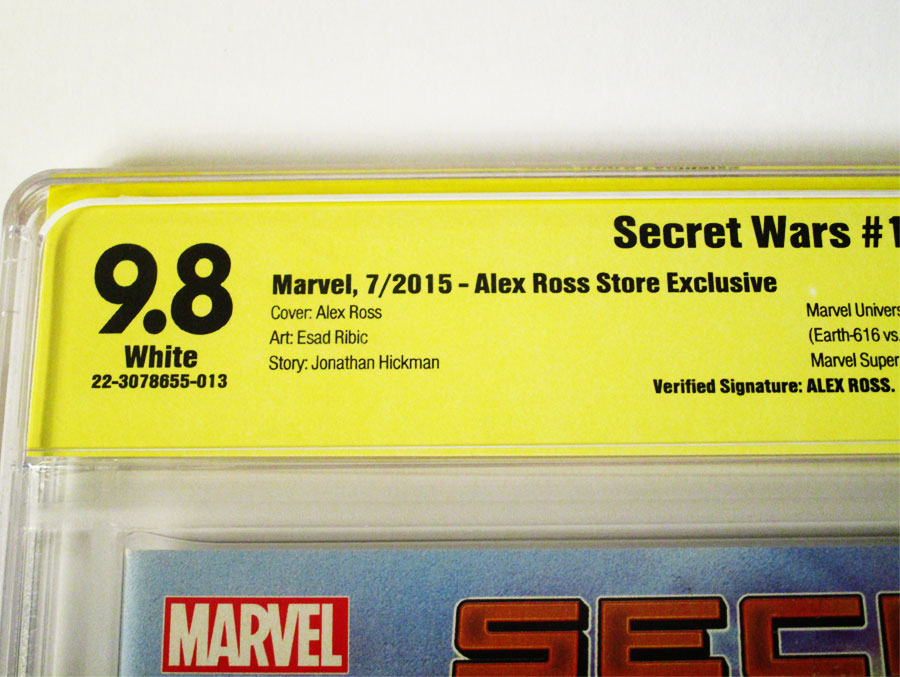 Secret Wars #1
9.8
White
22-3078655-013
Marvel, 7/2015 - Alex Ross Store Exclusive
Cover: Alex Ross
Art: Esad Ribic
Story: Jonathan Hickman
Marvel Univers
(Earth-616 vs.
Marvel Super
Verified Signature: ALEX ROSS.
MARVEL
SEC